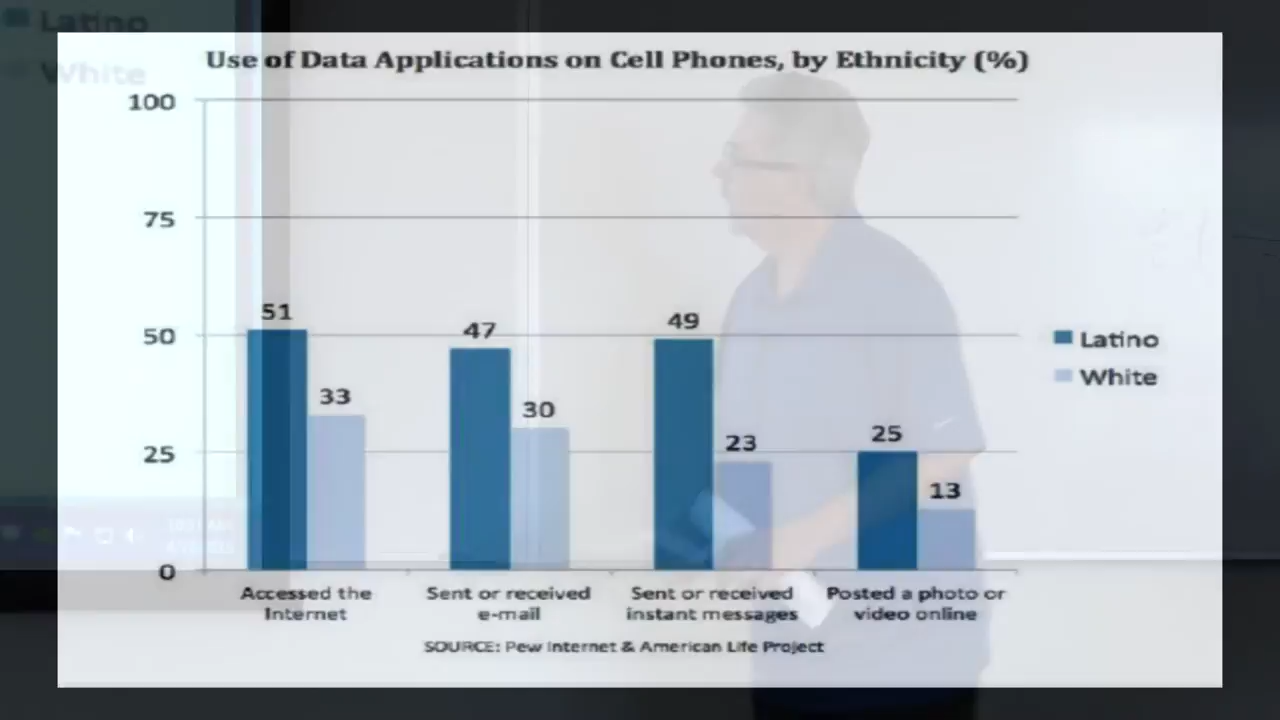 Latino
White
Use of Data Applications on Cell Phones, by Ethnicity (%)
100
75
50
25
0
51
33
47
30
49
23
25
13
Latino
White
Accessed the
Internet
Sent or received
e-mail
Sent or received
instant messages
Posted a photo or
video online
SOURCE: Pew Internet & American Life Project